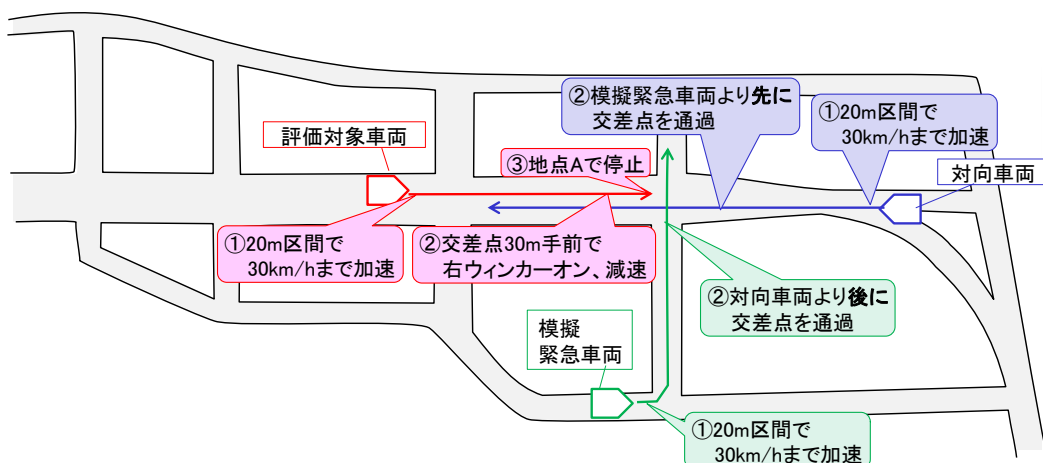 ②模擬緊急車両より先に
交差点を通過
①20m区間で
30km/hまで加速
評価対象車両
③地点Aで停止
対向車両
①20m区間で
30km/hまで加速
②交差点30m手前で
右ウィンカーオン、減速
②対向車両より後に
交差点を通過
模擬
緊急車両
①20m区間で
30km/hまで加速